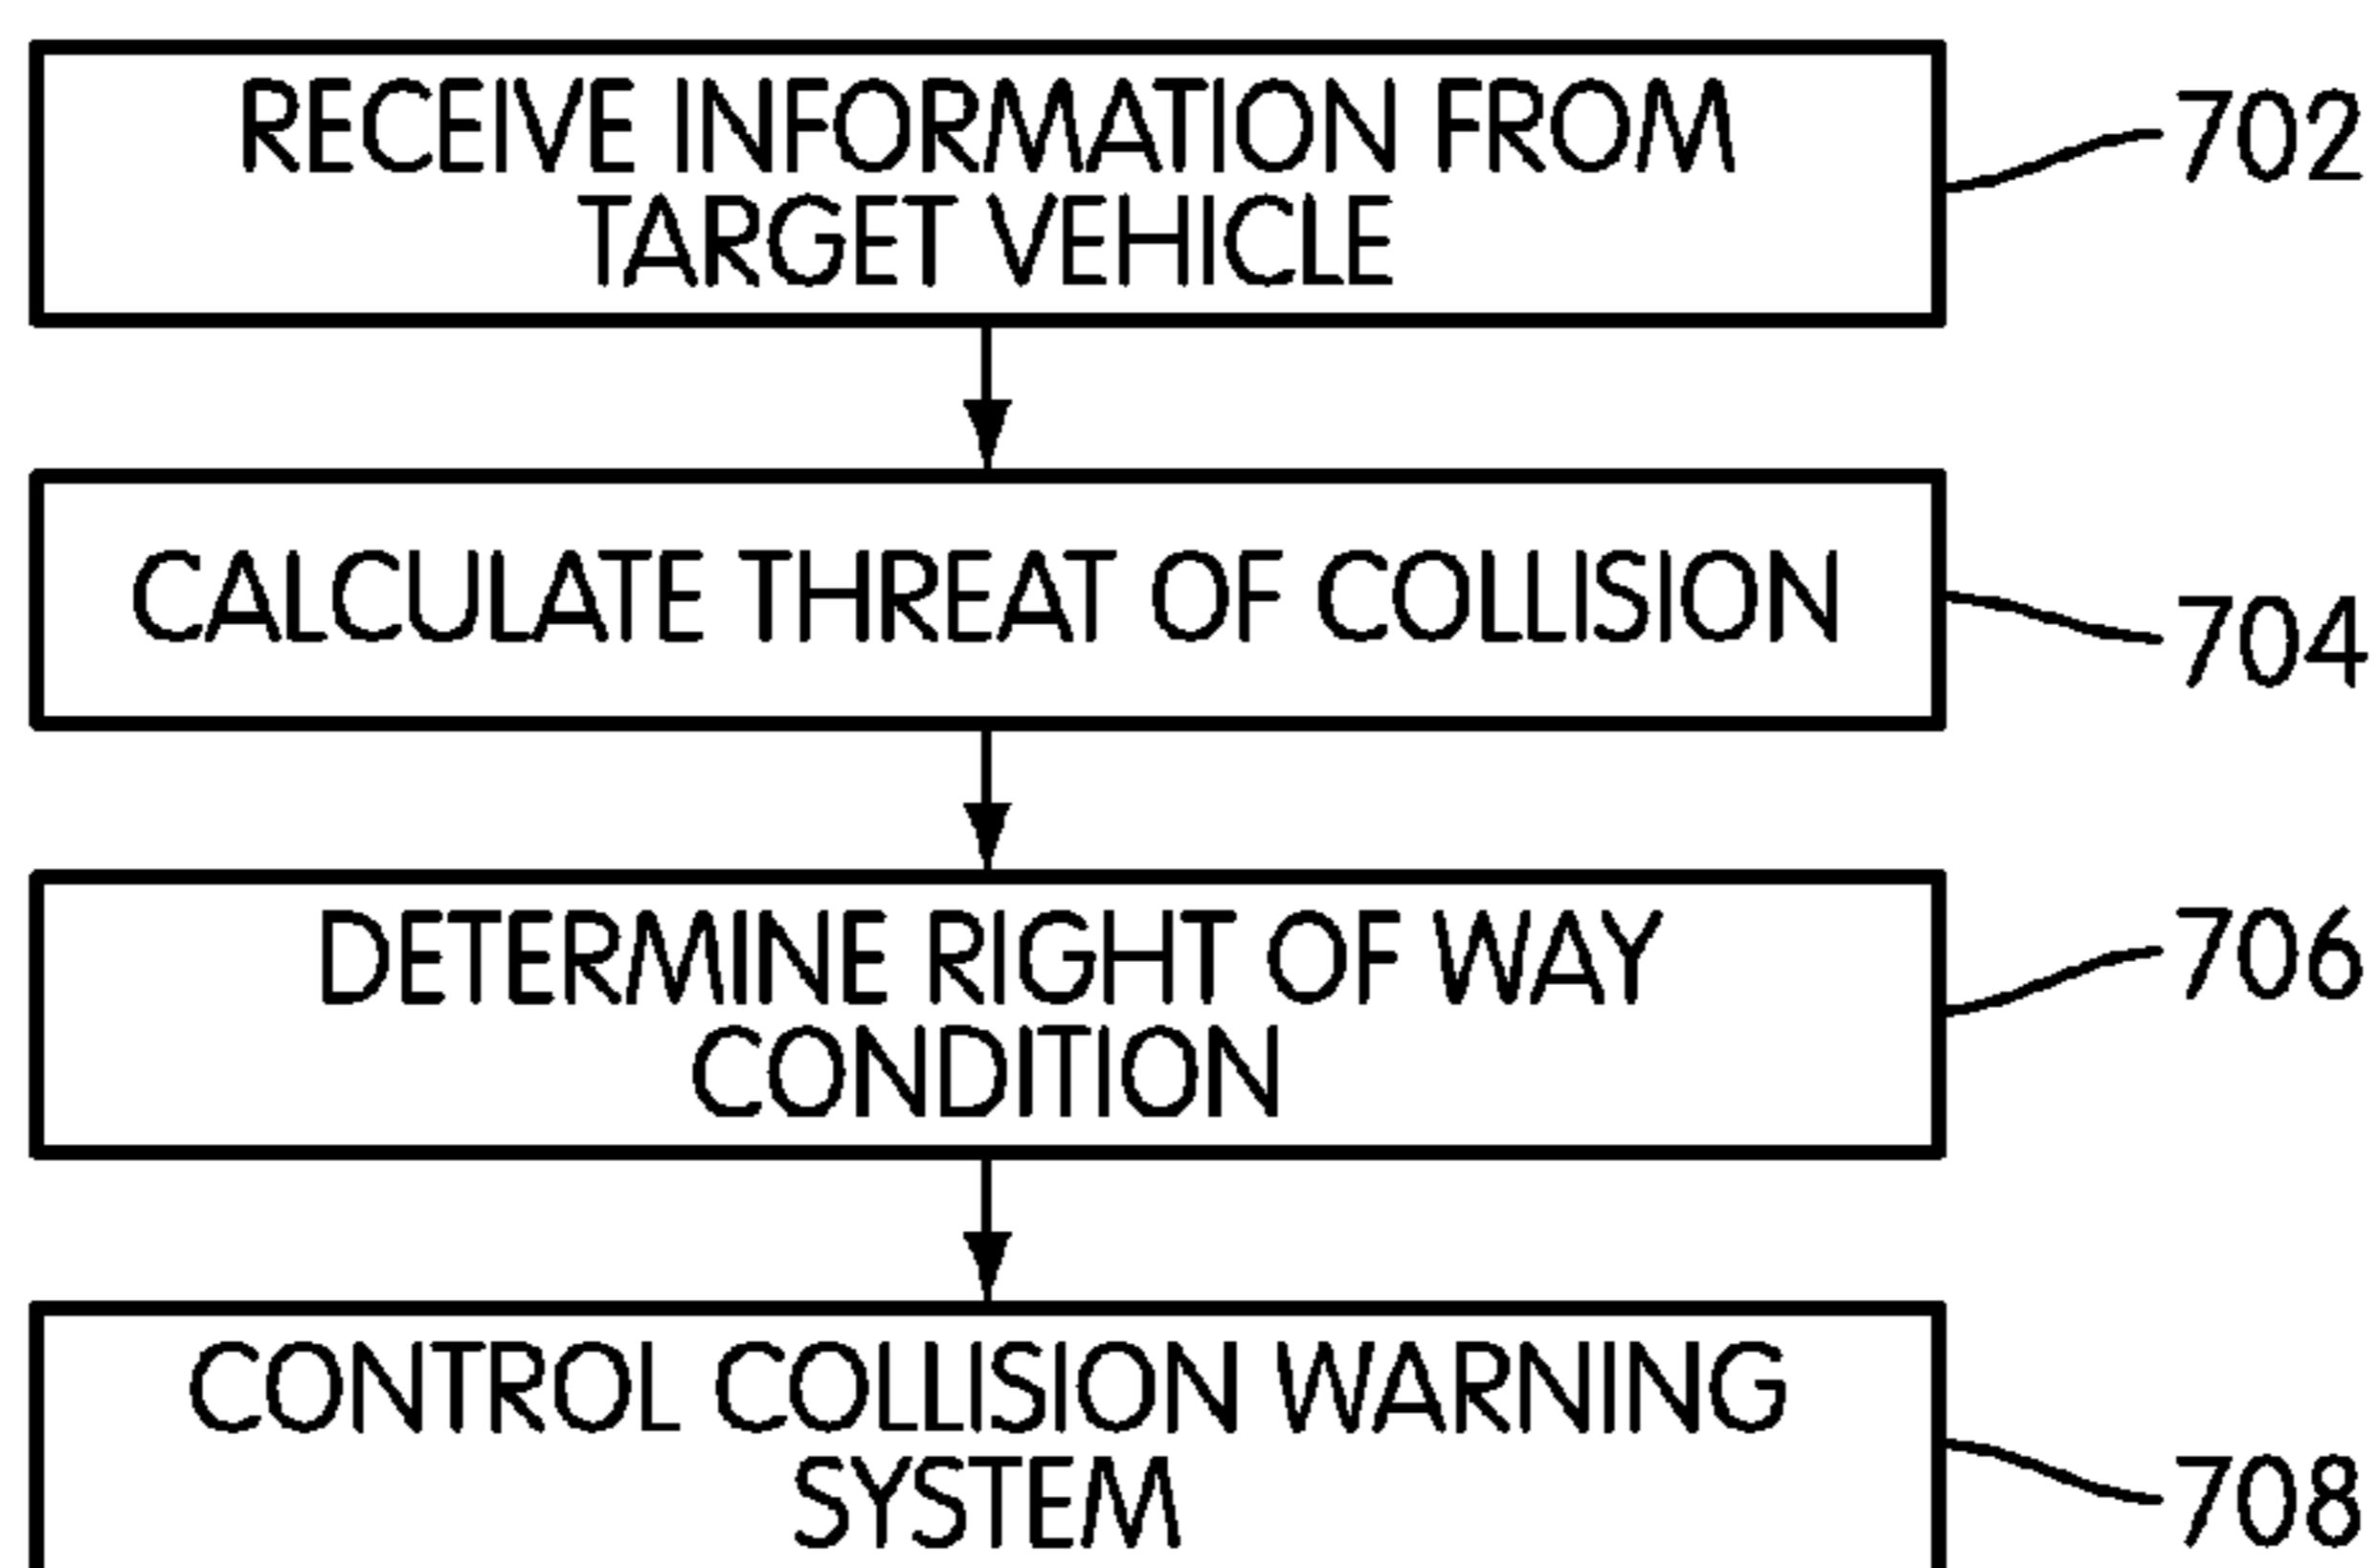 RECEIVE INFORMATION FROM
TARGET VEHICLE
702
CALCULATE THREAT OF COLLISION
704
DETERMINE RIGHT OF WAY
CONDITION
706
CONTROL COLLISION WARNING
SYSTEM
708